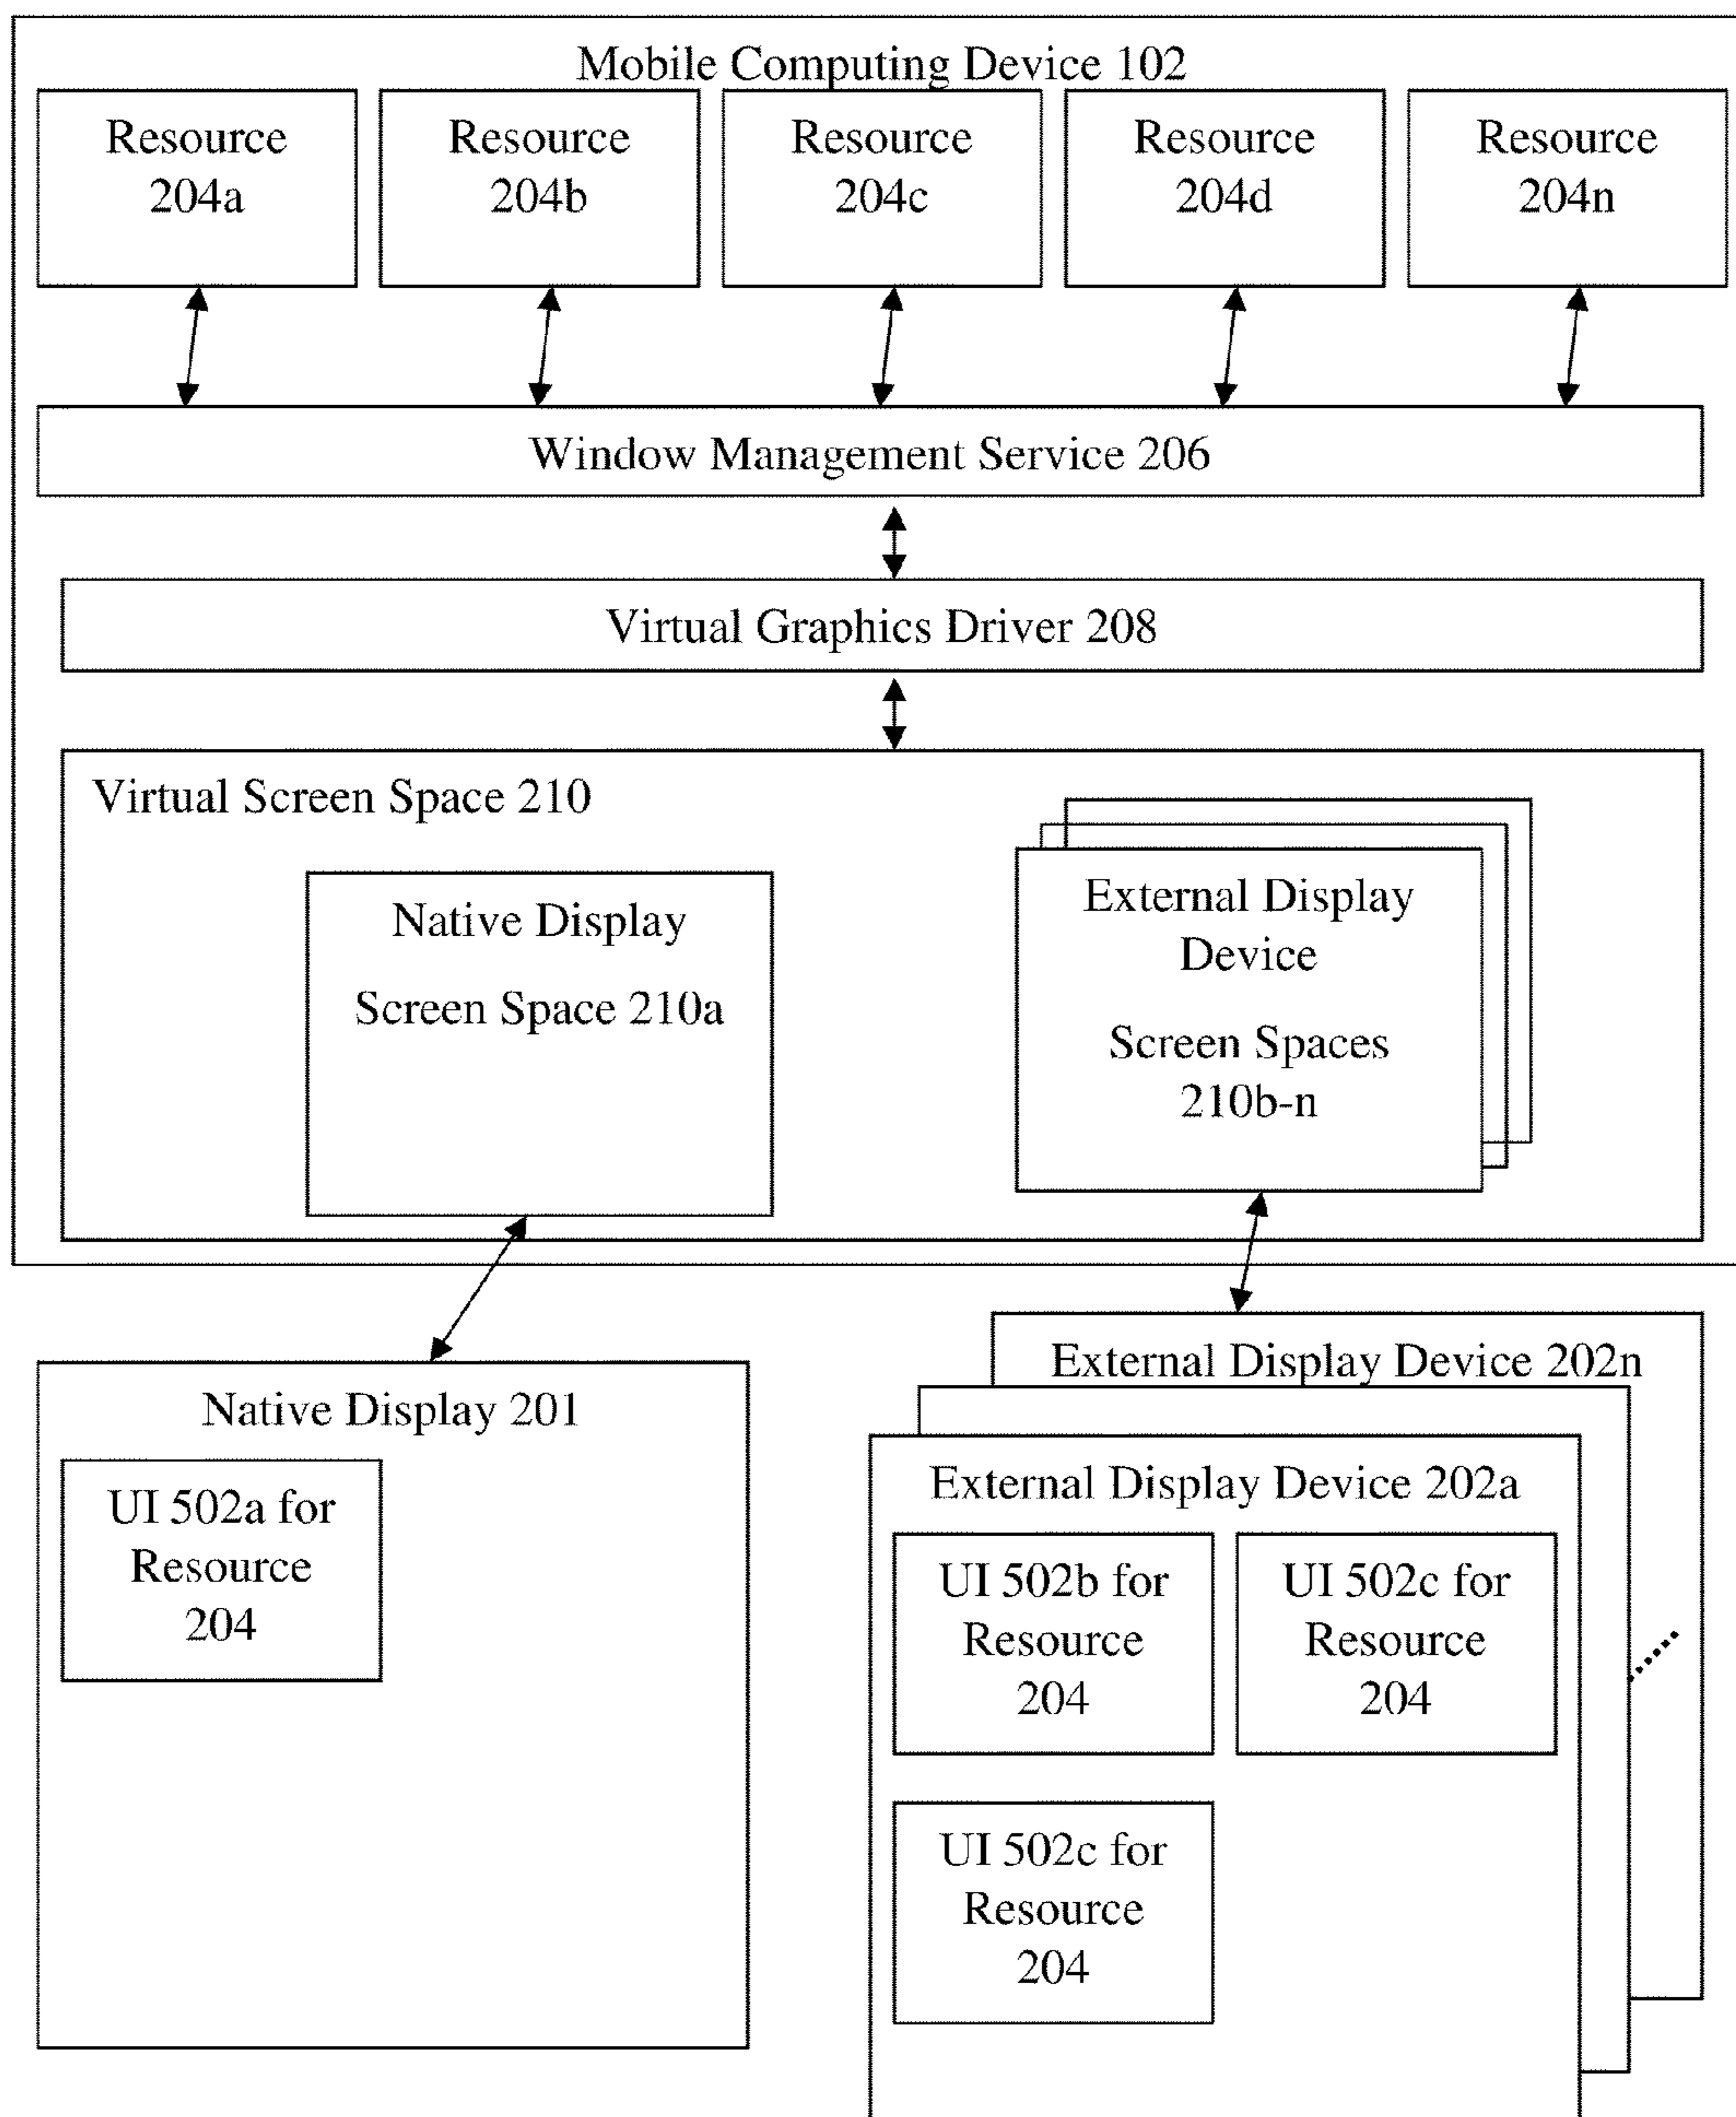 Mobile Computing Device 102
Resource
204a
Resource
204b
Resource
204c
Resource
204d
Resource
204n
Window Management Service 206
Virtual Graphics Driver 208
Virtual Screen Space 210
Native Display
Screen Space 210a
External Display
Device
Screen Spaces
210b-n
Native Display 201
UI 502a for
Resource
204
External Display Device 202n
External Display Device 202a
UI 502b for
Resource
204
UI 502c for
Resource
204
UI 502c for
Resource
204